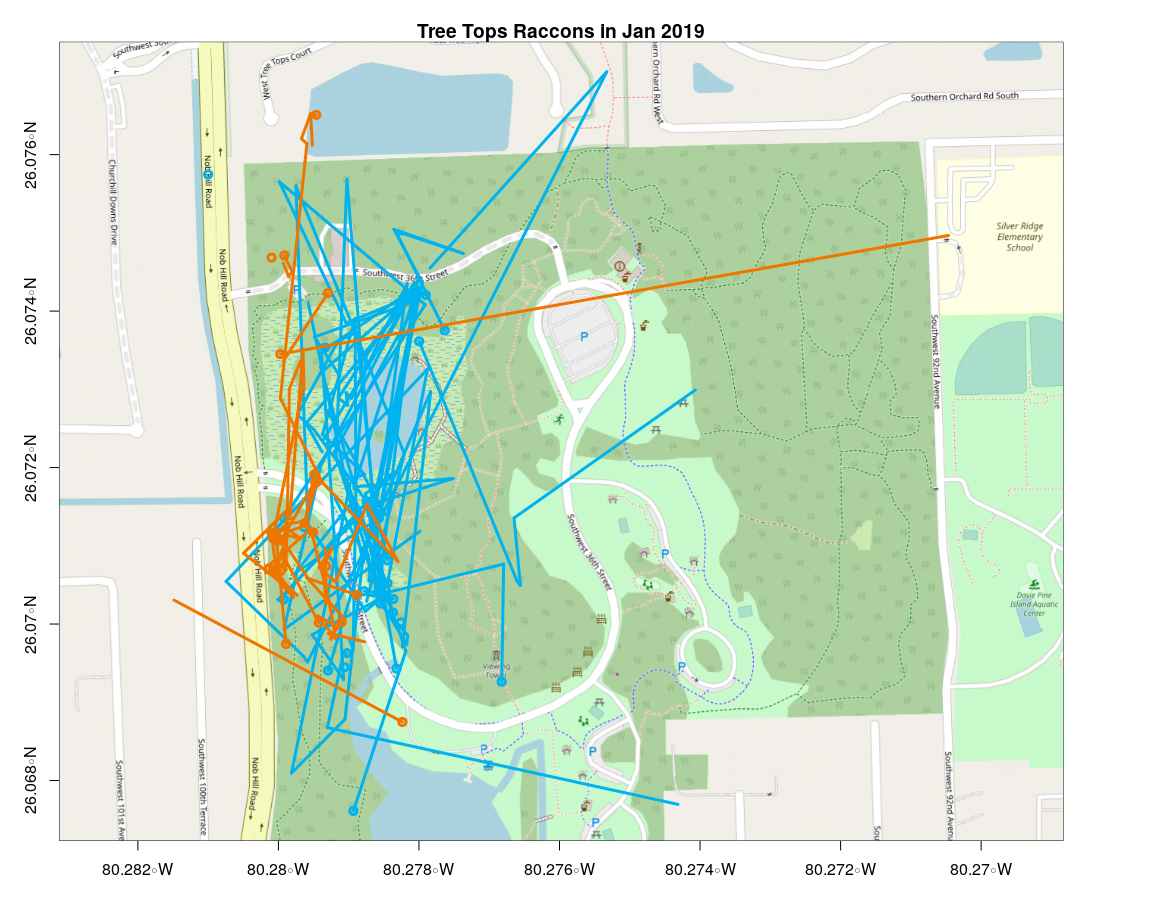 Tree Tops Raccons in Jan 2019
Southwest
West Tree Tops Court
Orchard Rd West
Southern Orchard Rd South
26.076◦N
26.074◦N
26.072◦N
26.070◦N
26.068◦N
Churchill Downs Drive
Nob Hill Road
Nob Hill Road
Nob Hill Road
Nob Hill Road
Nob Hill Road
Silver Ridge
Elementary
School
Southwest 36th Street
P
P
Southwest 92nd Avenue
Southwest 36th Street
P
Street
Davie Pine
Island Aquatic
Center
Viewing
Tower
P
P
P
P
Southwest 101st Ave
Southwest 100th Terrace
Sou
Southwest 92nd Aven
80.282◦W
80.28◦W
80.278◦W
80.276◦W
80.274◦W
80.272◦W
80.27◦W